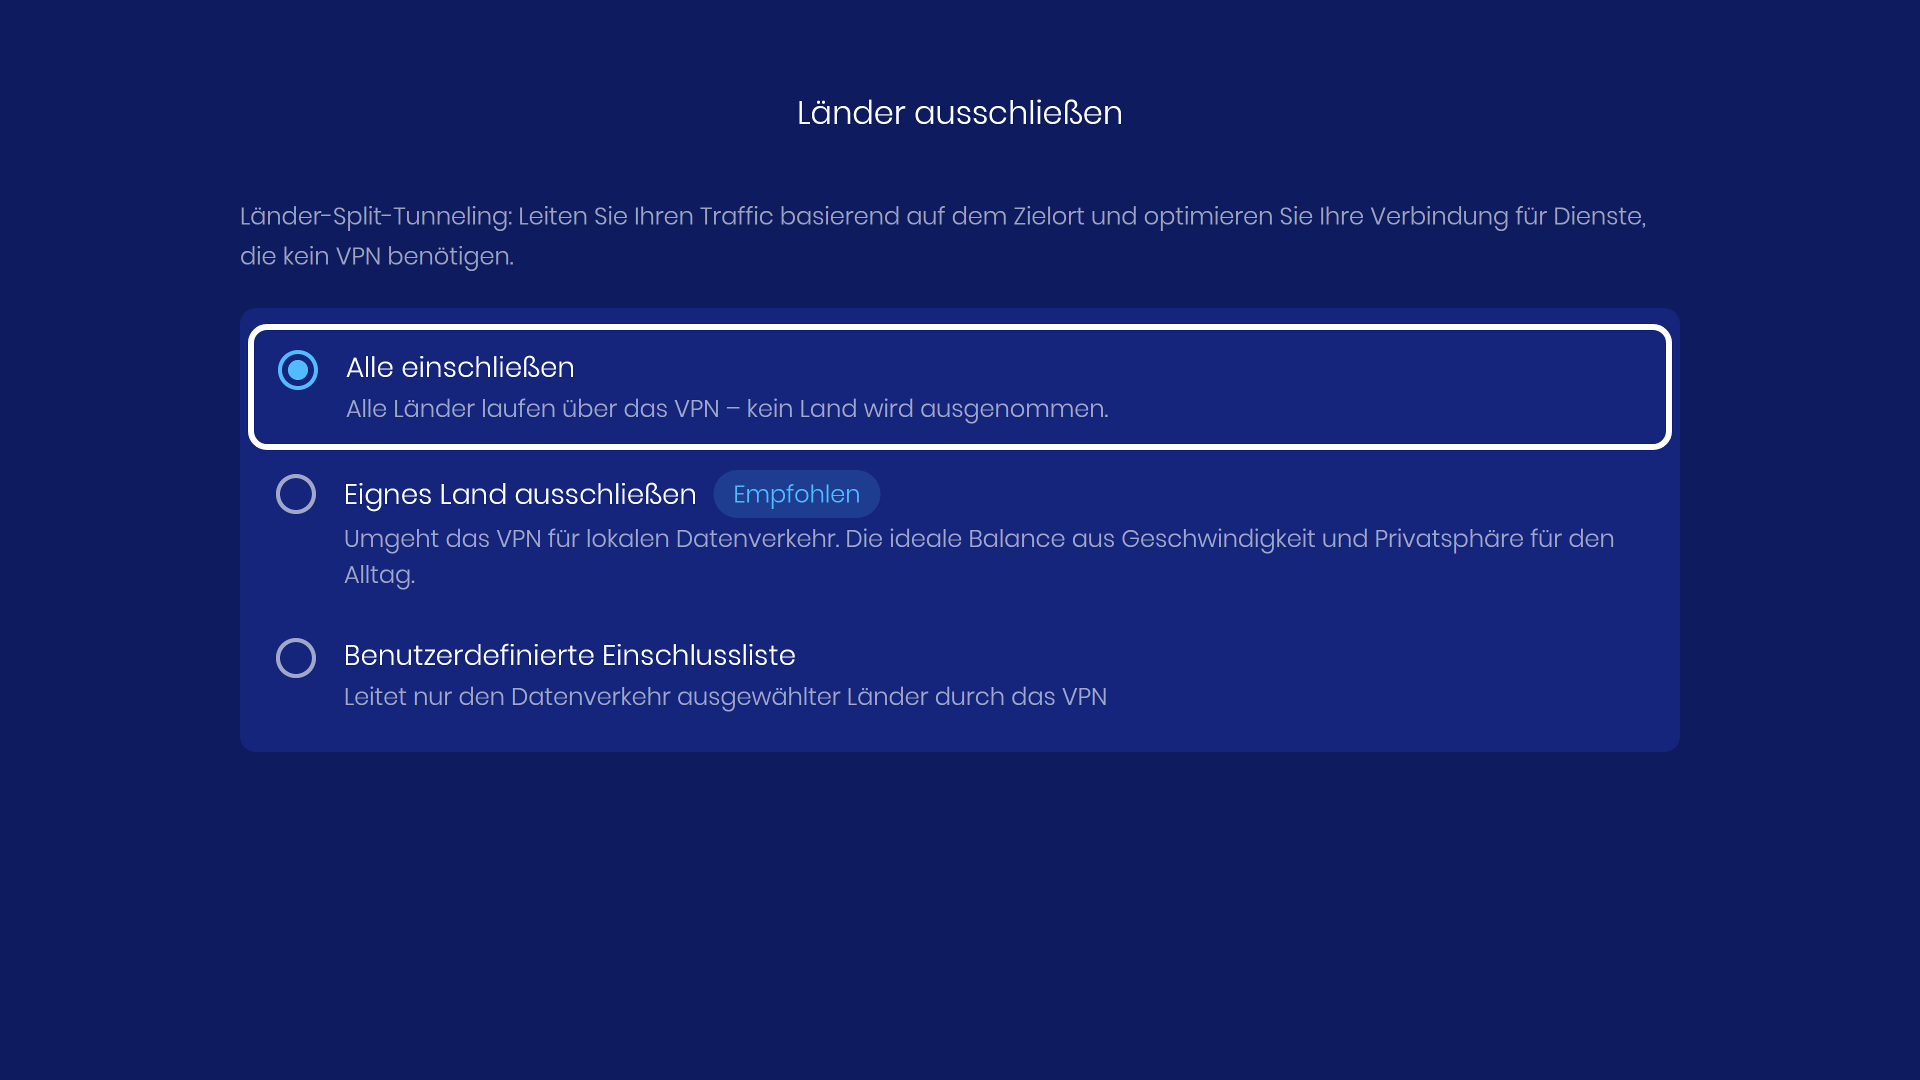 Länder ausschließen
Länder-Split-Tunneling: Leiten Sie Ihren Traffic basierend auf dem Zielort und optimieren Sie Ihre Verbindung für Dienste,
die kein VPN benötigen.
Alle einschließen
Alle Länder laufen über das VPN – kein Land wird ausgenommen.
Eignes Land ausschließen Empfohlen
Umgeht das VPN für lokalen Datenverkehr. Die ideale Balance aus Geschwindigkeit und Privatsphäre für den
Alltag.
Benutzerdefinierte Einschlussliste
Leitet nur den Datenverkehr ausgewählter Länder durch das VPN